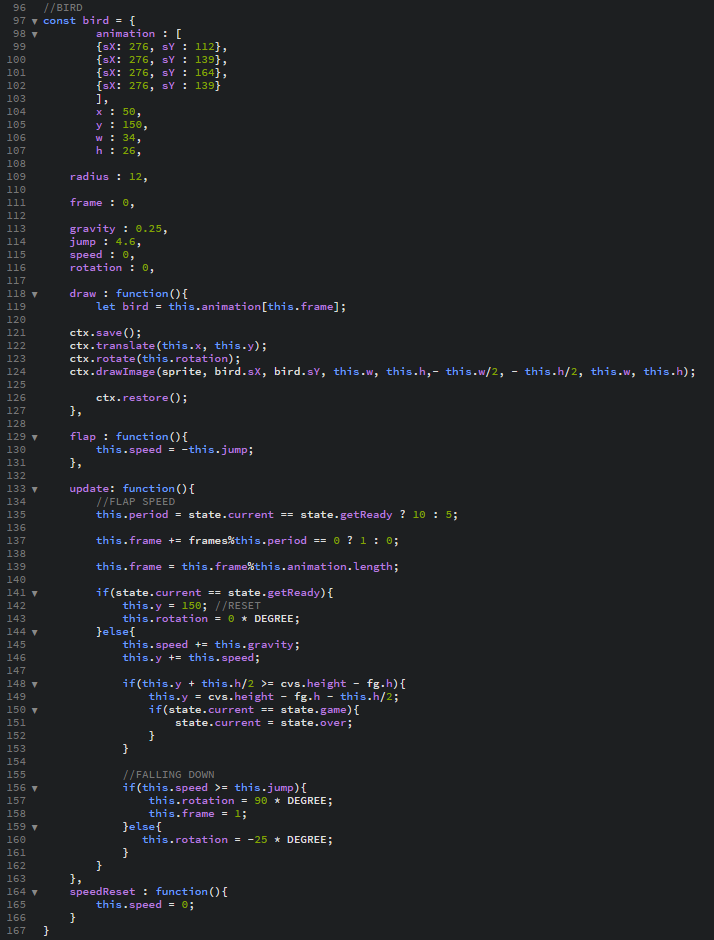 96 //BIRD
97 ▼ const bird = {
98 ▼ animation : [
99 {sX: 276, sY : 112},
100 {sX: 276, sY : 139},
101 {sX: 276, sY : 164},
102 {sX: 276, sY : 139}
103 ],
104 x : 50,
105 y : 150,
106 w : 34,
107 h : 26,
108
109 radius : 12,
110
111 frame : 0,
112
113 gravity : 0.25,
114 jump : 4.6,
115 speed : 0,
116 rotation : 0,
117
118 ▼ draw : function(){
119 let bird = this.animation[this.frame];
120
121 ctx.save();
122 ctx.translate(this.x, this.y);
123 ctx.rotate(this.rotation);
124 ctx.drawImage(sprite, bird.sX, bird.sY, this.w, this.h,- this.w/2, - this.h/2, this.w, this.h);
125
126 ctx.restore();
127 },
128
129 ▼ flap : function(){
130 this.speed = -this.jump;
131 },
132
133 ▼ update: function(){
134 //FLAP SPEED
135 this.period = state.current == state.getReady ? 10 : 5;
136
137 this.frame += frames%this.period == 0 ? 1 : 0;
138
139 this.frame = this.frame%this.animation.length;
140
141 ▼ if(state.current == state.getReady){
142 this.y = 150; //RESET
143 this.rotation = 0 * DEGREE;
144 ▼ }else{
145 this.speed += this.gravity;
146 this.y += this.speed;
147
148 ▼ if(this.y + this.h/2 >= cvs.height - fg.h){
149 this.y = cvs.height - fg.h - this.h/2;
150 ▼ if(state.current == state.game){
151 state.current = state.over;
152 }
153 }
154
155 //FALLING DOWN
156 ▼ if(this.speed >= this.jump){
157 this.rotation = 90 * DEGREE;
158 this.frame = 1;
159 ▼ }else{
160 this.rotation = -25 * DEGREE;
161 }
162 }
163 },
164 ▼ speedReset : function(){
165 this.speed = 0;
166 }
167 }